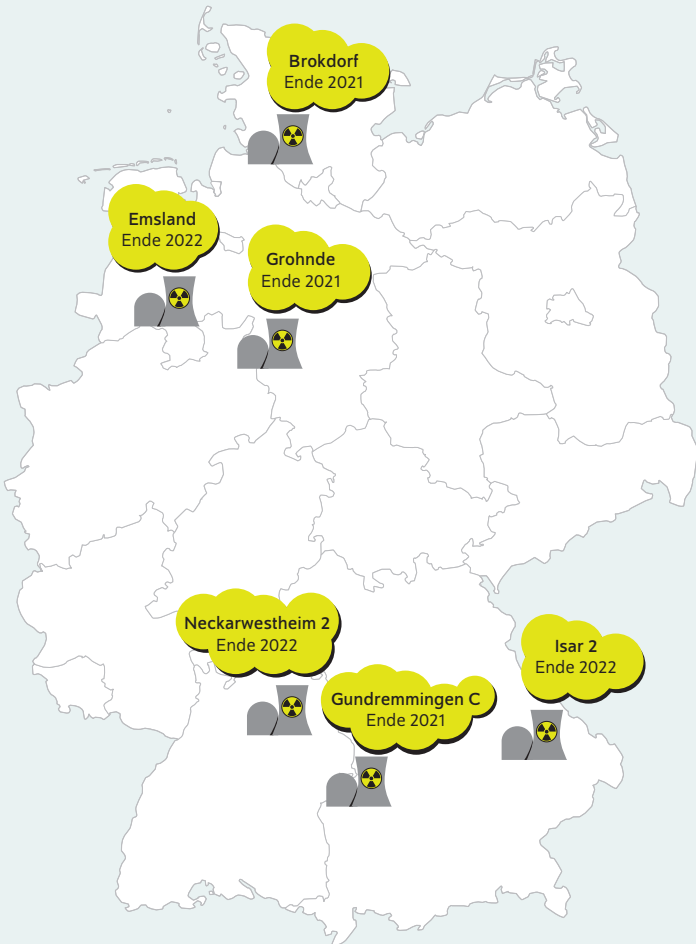 Brokdorf
Ende 2021
Emsland
Ende 2022
Grohnde
Ende 2021
Neckarwestheim 2
Ende 2022
Isar 2
Ende 2022
Gundremmingen C
Ende 2021